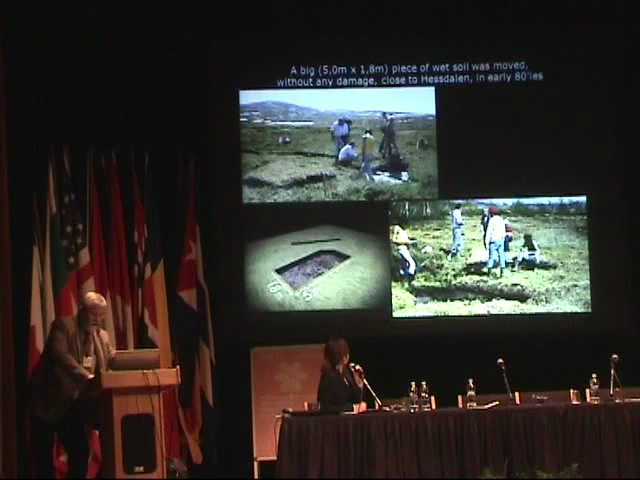 A big (5,0m x 1,8m) piece of wet soil was moved,
without any damage, close to Hessdalen, in early 80'ies